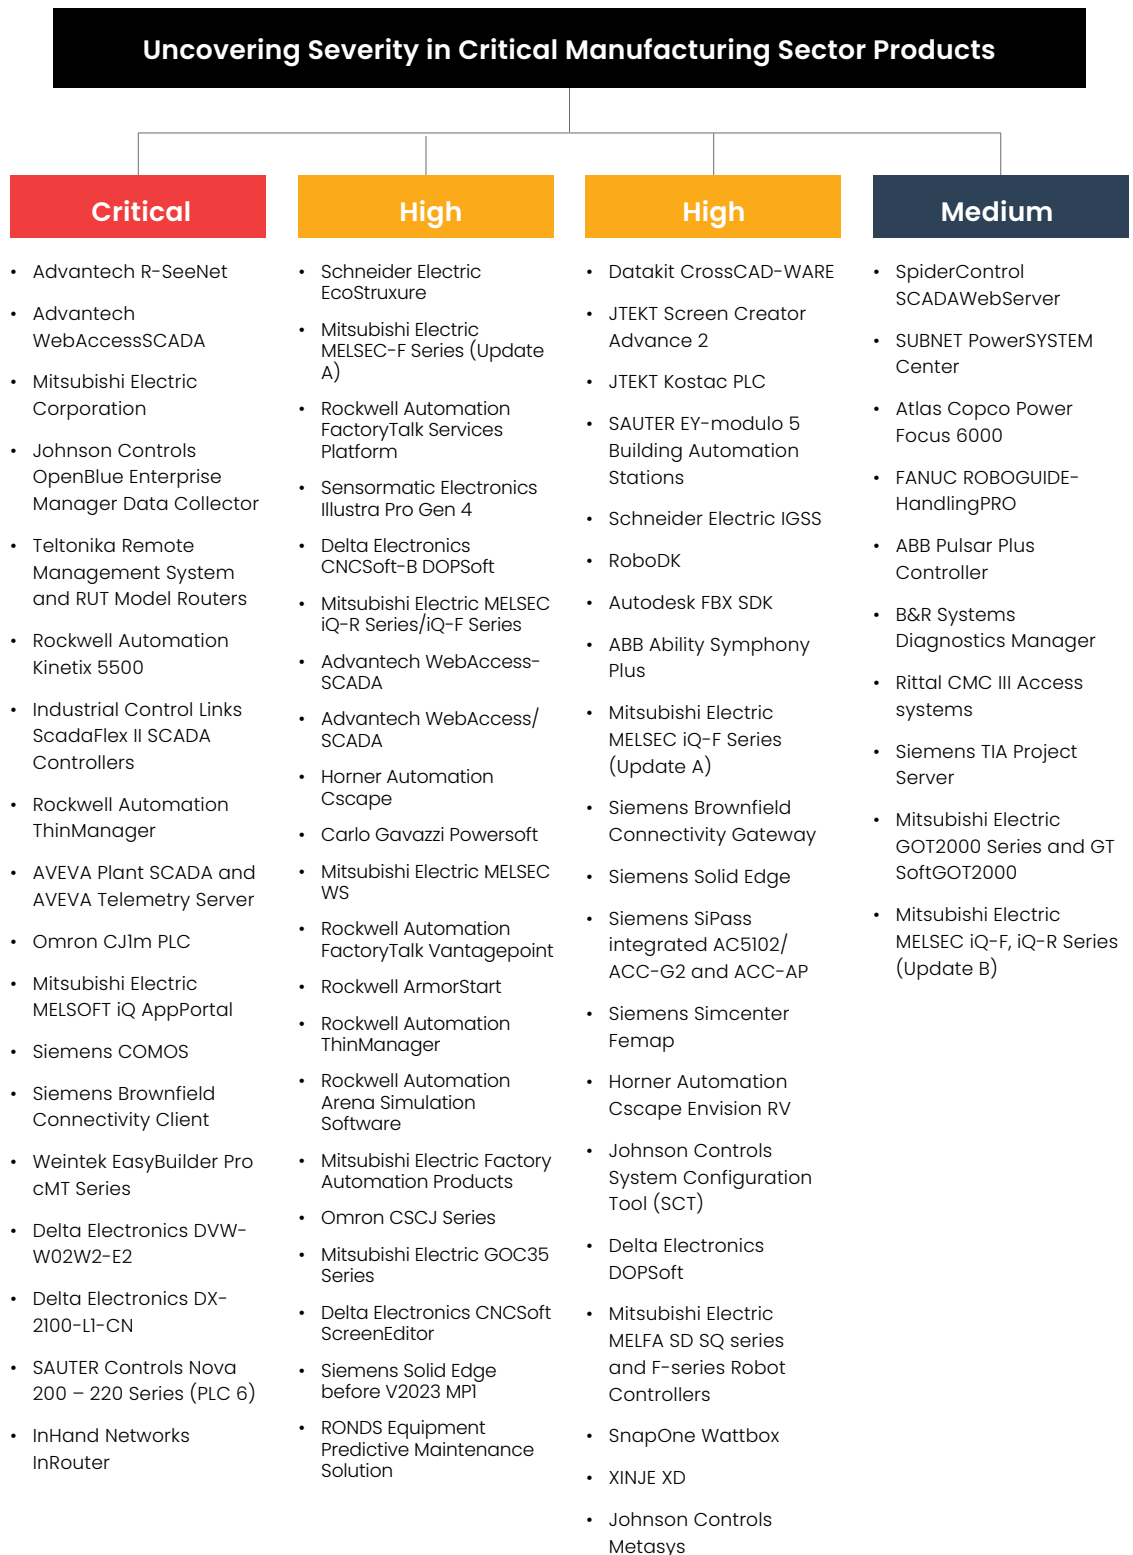 Uncovering Severity in Critical Manufacturing Sector Products
Critical
• Advantech R-SeeNet
• Advantech
WebAccessSCADA
• Mitsubishi Electric
Corporation
• Johnson Controls
OpenBlue Enterprise
Manager Data Collector
• Teltonika Remote
Management System
and RUT Model Routers
• Rockwell Automation
Kinetix 5500
• Industrial Control Links
ScadaFlex II SCADA
Controllers
• Rockwell Automation
ThinManager
• AVEVA Plant SCADA and
AVEVA Telemetry Server
• Omron CJ1m PLC
• Mitsubishi Electric
MELSOFT iQ AppPortal
• Siemens COMOS
• Siemens Brownfield
Connectivity Client
• Weintek EasyBuilder Pro
cMT Series
• Delta Electronics DVW-
W02W2-E2
• Delta Electronics DX-
2100-L1-CN
• SAUTER Controls Nova
200 – 220 Series (PLC 6)
• InHand Networks
InRouter
High
• Schneider Electric
EcoStruxure
• Mitsubishi Electric
MELSEC-F Series (Update
A)
• Rockwell Automation
FactoryTalk Services
Platform
• Sensormatic Electronics
Illustra Pro Gen 4
• Delta Electronics
CNCSoft-B DOPSoft
• Mitsubishi Electric MELSEC
iQ-R Series/iQ-F Series
• Advantech WebAccess-
SCADA
• Advantech WebAccess/
SCADA
• Horner Automation
Cscape
• Carlo Gavazzi Powersoft
• Mitsubishi Electric MELSEC
WS
• Rockwell Automation
FactoryTalk Vantagepoint
• Rockwell ArmorStart
• Rockwell Automation
ThinManager
• Rockwell Automation
Arena Simulation
Software
• Mitsubishi Electric Factory
Automation Products
• Omron CSCJ Series
• Mitsubishi Electric GOC35
Series
• Delta Electronics CNCSoft
ScreenEditor
• Siemens Solid Edge
before V2023 MP1
• RONDS Equipment
Predictive Maintenance
Solution
High
• Datakit CrossCAD-WARE
• JTEKT Screen Creator
Advance 2
• JTEKT Kostac PLC
• SAUTER EY-modulo 5
Building Automation
Stations
• Schneider Electric IGSS
• RoboDK
• Autodesk FBX SDK
• ABB Ability Symphony
Plus
• Mitsubishi Electric
MELSEC iQ-F Series
(Update A)
• Siemens Brownfield
Connectivity Gateway
• Siemens Solid Edge
• Siemens SiPass
integrated AC5102/
ACC-G2 and ACC-AP
• Siemens Simcenter
Femap
• Horner Automation
Cscape Envision RV
• Johnson Controls
System Configuration
Tool (SCT)
• Delta Electronics
DOPSoft
• Mitsubishi Electric
MELFA SD SQ series
and F-series Robot
Controllers
• SnapOne Wattbox
• XINJE XD
• Johnson Controls
Metasys
Medium
• SpiderControl
SCADAWebServer
• SUBNET PowerSYSTEM
Center
• Atlas Copco Power
Focus 6000
• FANUC ROBOGUIDE-
HandlingPRO
• ABB Pulsar Plus
Controller
• B&R Systems
Diagnostics Manager
• Rittal CMC III Access
systems
• Siemens TIA Project
Server
• Mitsubishi Electric
GOT2000 Series and GT
SoftGOT2000
• Mitsubishi Electric
MELSEC iQ-F, iQ-R Series
(Update B)